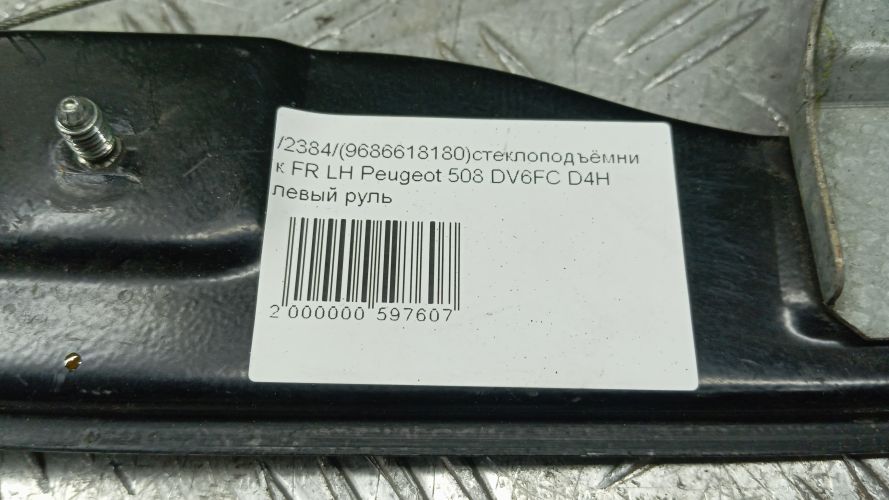 /2384/(9686618180)стеклоподъёмни
к FR LH Peugeot 508 DV6FC D4H
левый руль
2 000000 597607